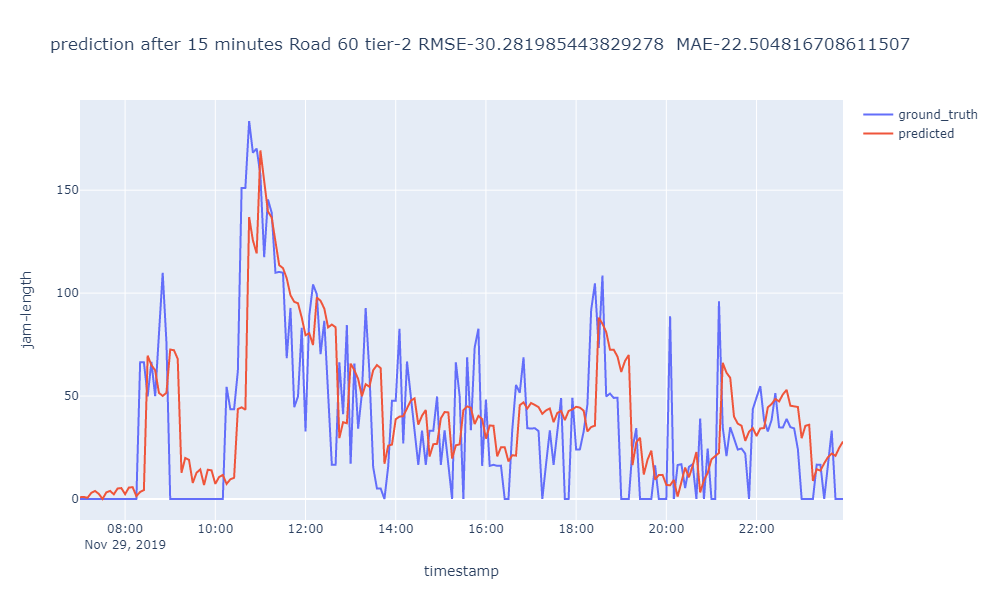 prediction after 15 minutes Road 60 tier-2 RMSE-30.281985443829278  MAE-22.504816708611507
ground_truth
predicted
jam-length
150
100
50
0
08:00 10:00 12:00 14:00 16:00 18:00 20:00 22:00
Nov 29, 2019
timestamp